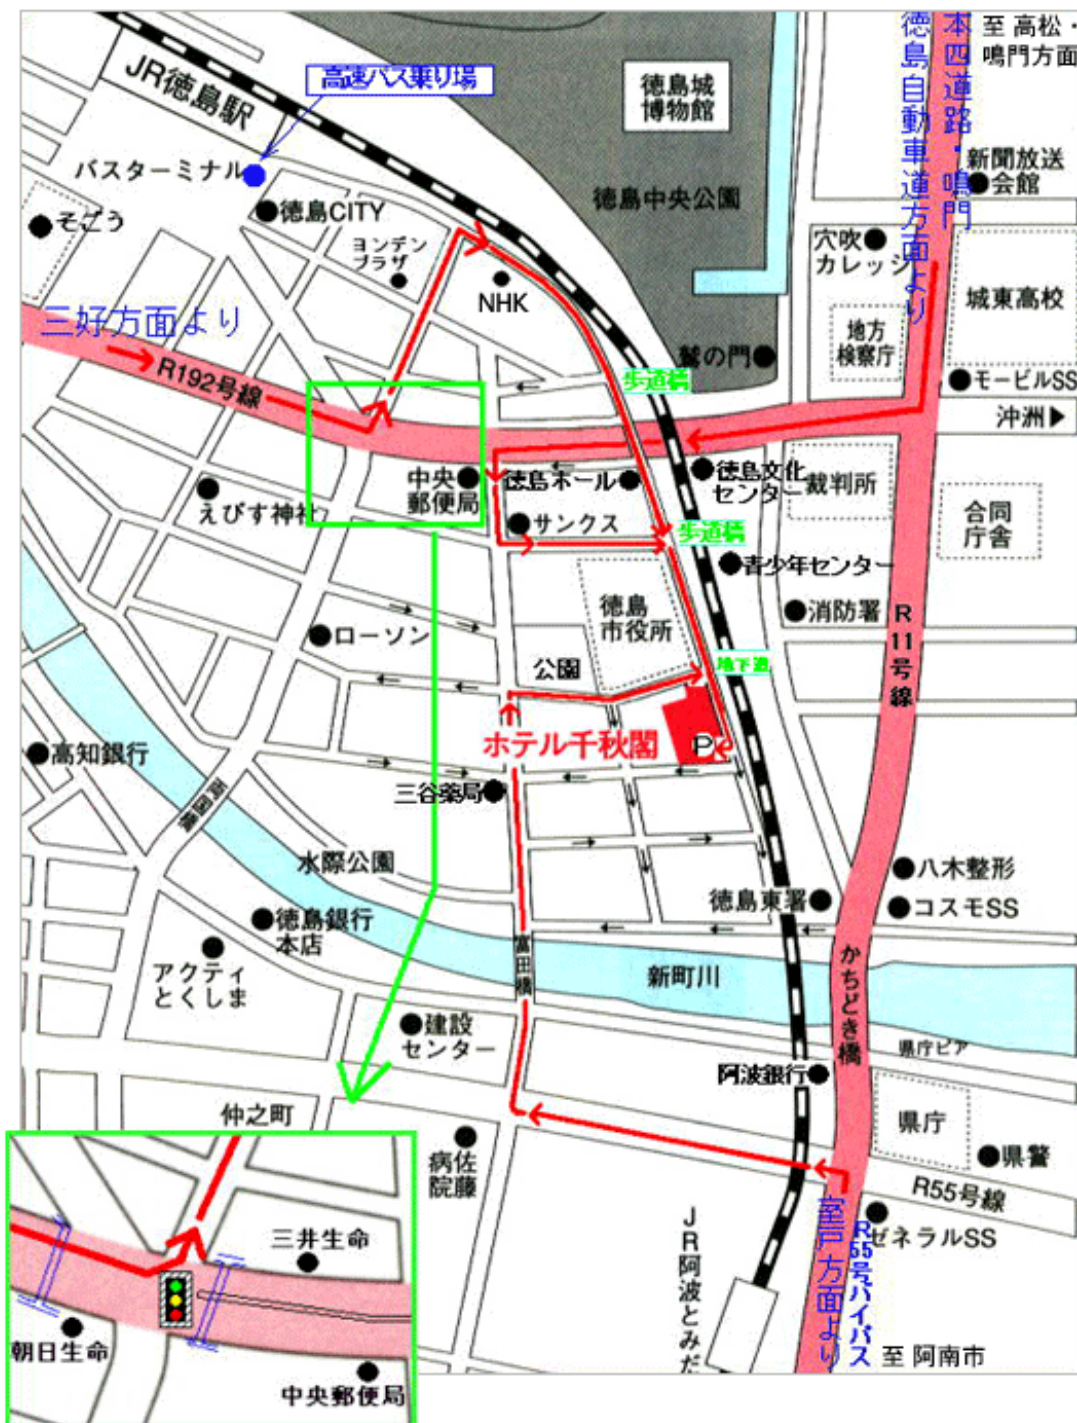 本四道路・鳴門
徳島自動車道方面より
至 高松・
鳴門方面
JR徳島駅
高速バス乗り場
徳島城
博物館
バスターミナル
新聞放送
会館
徳島CITY
徳島中央公園
そごう
ヨンデン
プラザ
穴吹
カレッジ
NHK
城東高校
三好方面より
地方
検察庁
鷲の門
R192号線
歩道橋
モービルSS
沖洲
中央
郵便局
徳島ホール
徳島文化
センター
裁判所
えびす神社
サンクス
合同
庁舎
歩道橋
青少年センター
徳島
市役所
消防署
R11号線
ローソン
公園
地下道
ホテル千秋閣
P
高知銀行
三谷薬局
両国橋
水際公園
八木整形
徳島東署
コスモSS
徳島銀行
本店
アクティ
とくしま
富田橋
新町川
かちどき橋
建設
センター
県庁ピア
阿波銀行
仲之町
県庁
佐藤
病院
県警
R55号線
JR阿波とみだ
ゼネラルSS
室戸方面より
R55号バイパス
至 阿南市
三井生命
朝日生命
中央郵便局